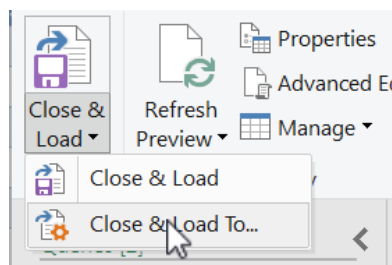 Close &
Load
Refresh
Preview
Properties
Advanced E
Manage
Close & Load
Close & Load To...